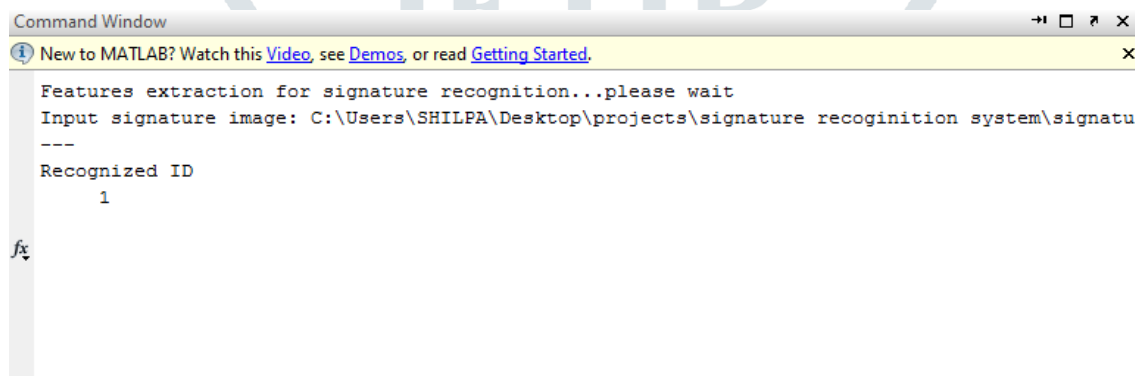 Command Window
New to MATLAB? Watch this Video, see Demos, or read Getting Started.
Features extraction for signature recognition...please wait
Input signature image: C:\Users\SHILPA\Desktop\projects\signature recoginition system\signatu
---
Recognized ID
1
fx